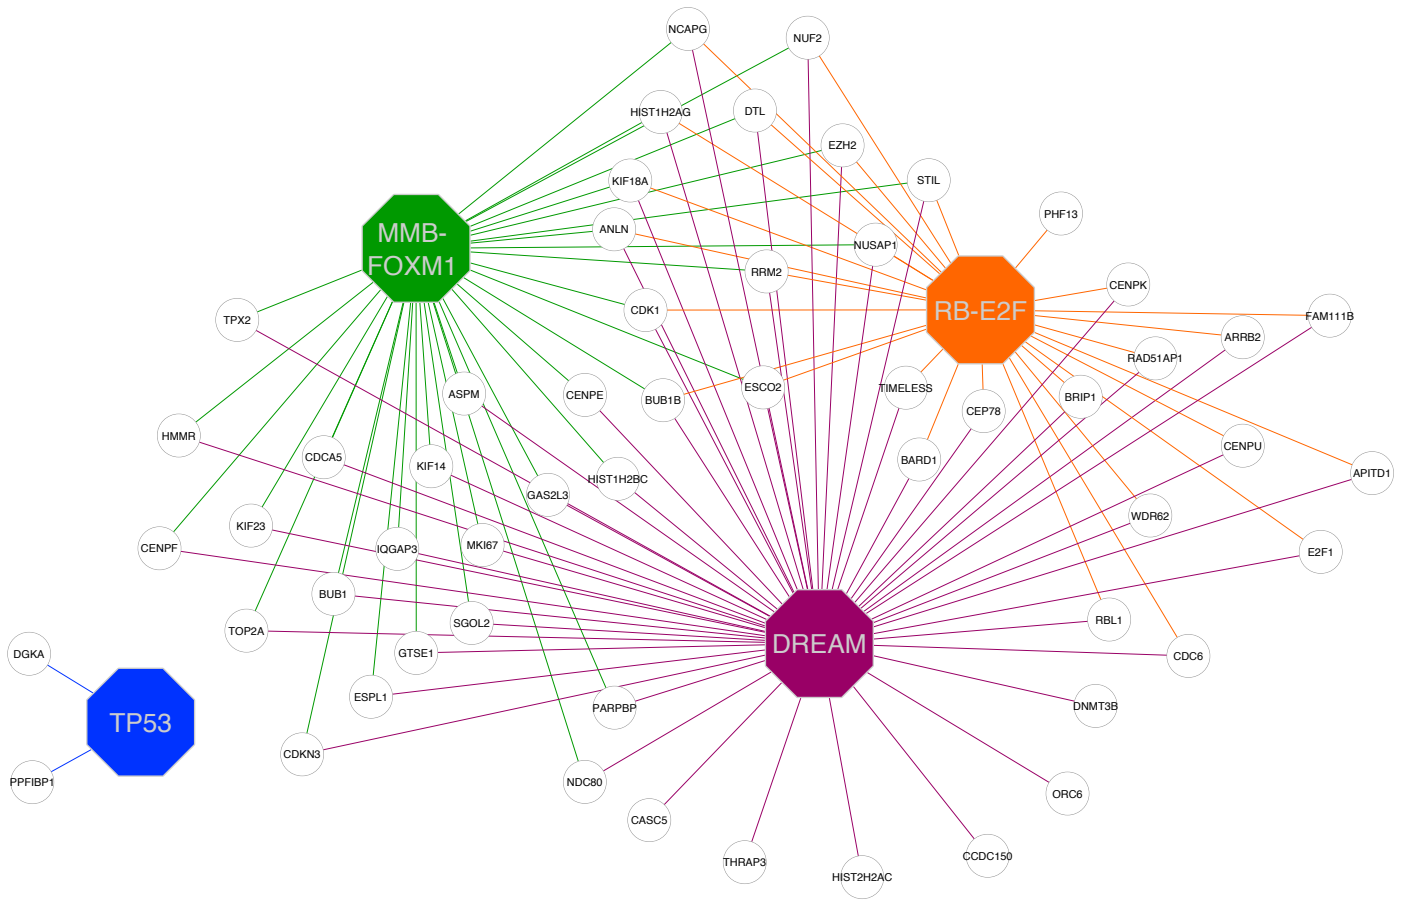 NCAPG
NUF2
HIST1H2AG
DTL
EZH2
KIF18A
STIL
PHF13
MMB-
FOXM1
ANLN
NUSAP1
RRM2
CENPK
RB-E2F
CDK1
TPX2
FAM111B
ARRB2
RAD51AP1
ASPM
CENPE
BUB1B
ESCO2
TIMELESS
CEP78
BRIP1
HMMR
CDCA5
KIF14
HIST1H2BC
BARD1
CENPU
APITD1
GAS2L3
KIF23
WDR62
CENPF
IQGAP3
MKI67
E2F1
BUB1
TOP2A
SGOL2
RBL1
DREAM
GTSE1
DGKA
CDC6
ESPL1
PARPBP
DNMT3B
TP53
CDKN3
PPFIBP1
NDC80
ORC6
CASC5
THRAP3
HIST2H2AC
CCDC150